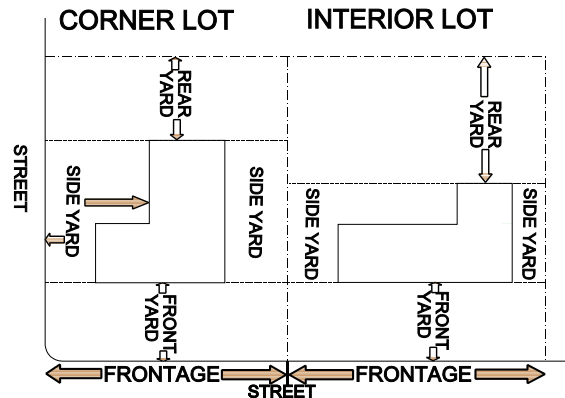 CORNER LOT
INTERIOR LOT
REAR
YARD
REAR
YARD
STREET
SIDE YARD
SIDE YARD
SIDE YARD
SIDE YARD
FRONT
YARD
FRONT
YARD
FRONTAGE
FRONTAGE
STREET